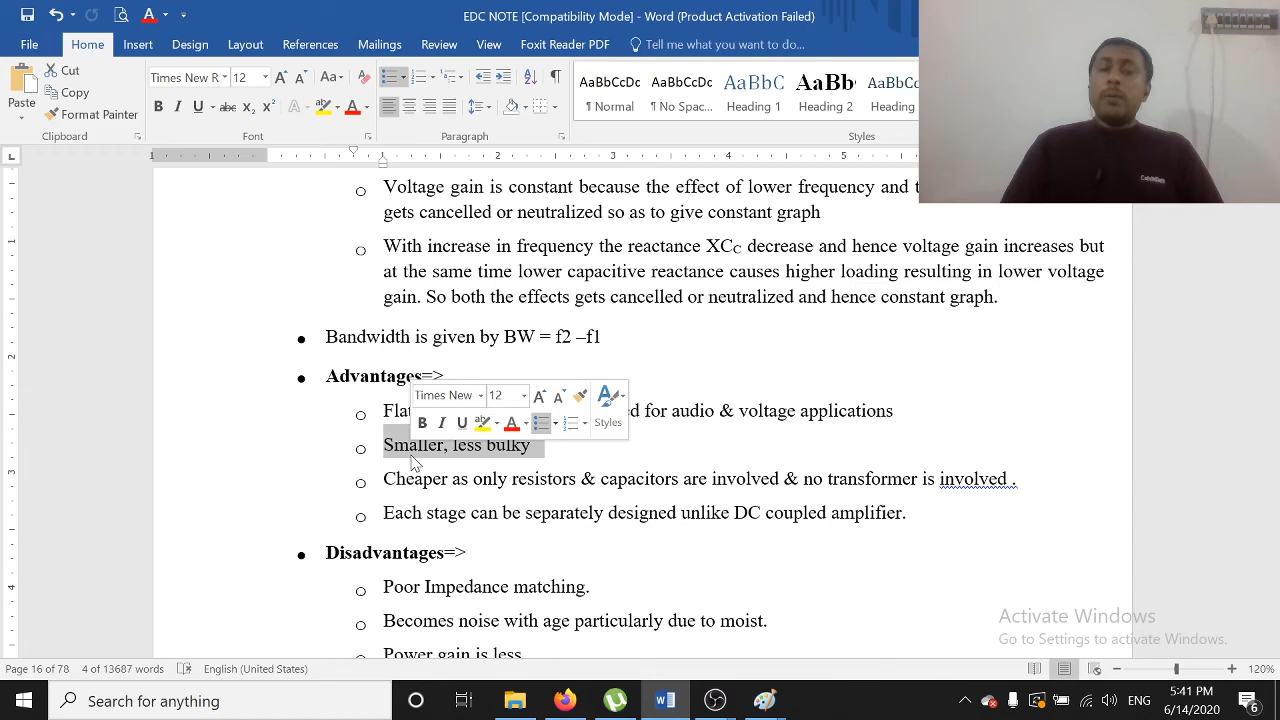 EDC NOTE [Compatibility Mode] - Word (Product Activation Failed)
File Home Insert Design Layout References Mailings Review View Foxit Reader PDF Tell me what you want to do...
Paste Cut Copy Format Painter
Times New R 12
AaBbCcDc AaBbCcDc AaBbC AaBb AaBbCcD
¶ Normal ¶ No Spac... Heading 1 Heading 2 Heading
Clipboard Font Paragraph Styles
Voltage gain is constant because the effect of lower frequency and
gets cancelled or neutralized so as to give constant graph
With increase in frequency the reactance XCC decrease and hence voltage gain increases but
at the same time lower capacitive reactance causes higher loading resulting in lower voltage
gain. So both the effects gets cancelled or neutralized and hence constant graph.
Bandwidth is given by BW = f2 –f1
Advantages=>
Times New 12
Styles
for audio & voltage applications
Smaller, less bulky
Cheaper as only resistors & capacitors are involved & no transformer is involved .
Each stage can be separately designed unlike DC coupled amplifier.
Disadvantages=>
Poor Impedance matching.
Becomes noise with age particularly due to moist.
Power gain is less
Activate Windows
Go to Settings to activate Windows.
Page 16 of 78 4 of 13687 words English (United States) 120%
Search for anything
ENG 5:41 PM
6/14/2020 6